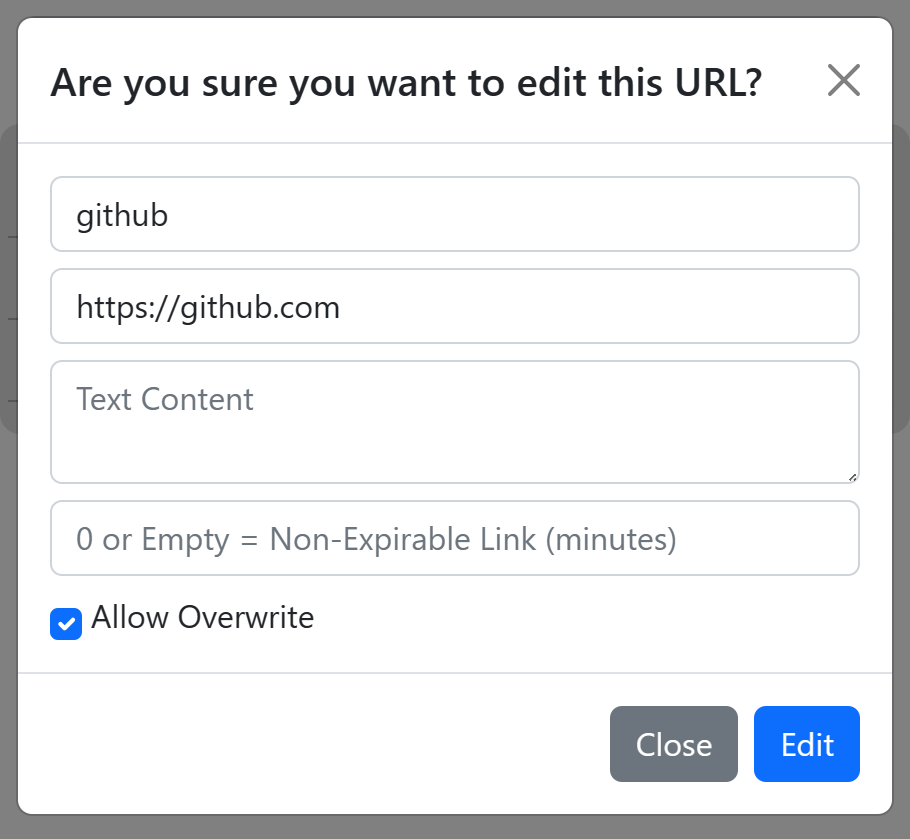 Are you sure you want to edit this URL?
github
https://github.com
Text Content
0 or Empty = Non-Expirable Link (minutes)
Allow Overwrite
Close
Edit